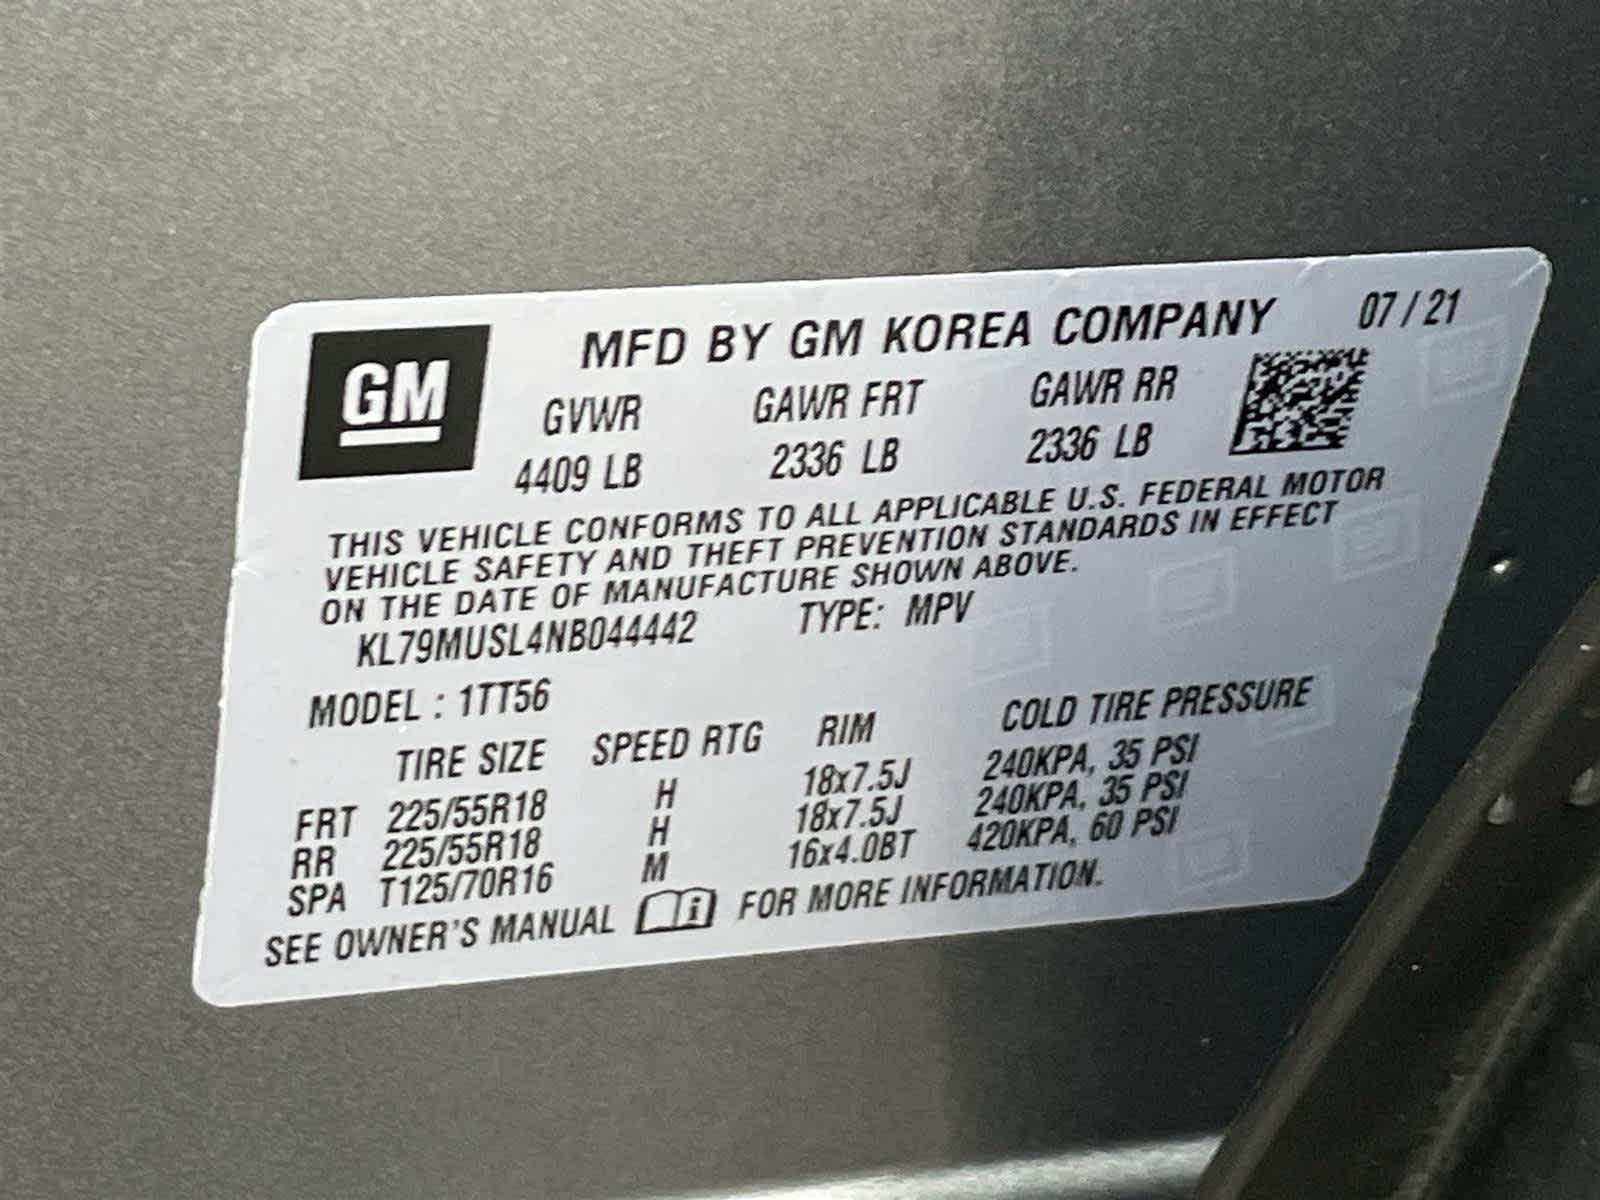 GM
MFD BY GM KOREA COMPANY 07 / 21
GVWR GAWR FRT GAWR RR
4409 LB 2336 LB 2336 LB
THIS VEHICLE CONFORMS TO ALL APPLICABLE U.S. FEDERAL MOTOR
VEHICLE SAFETY AND THEFT PREVENTION STANDARDS IN EFFECT
ON THE DATE OF MANUFACTURE SHOWN ABOVE.
KL79MUSL4NB044442 TYPE: MPV
MODEL : 1TT56
TIRE SIZE SPEED RTG RIM COLD TIRE PRESSURE
FRT 225/55R18 H 18x7.5J 240KPA, 35 PSI
RR 225/55R18 H 18x7.5J 240KPA, 35 PSI
SPA T125/70R16 M 16x4.0BT 420KPA, 60 PSI
SEE OWNER'S MANUAL i FOR MORE INFORMATION.